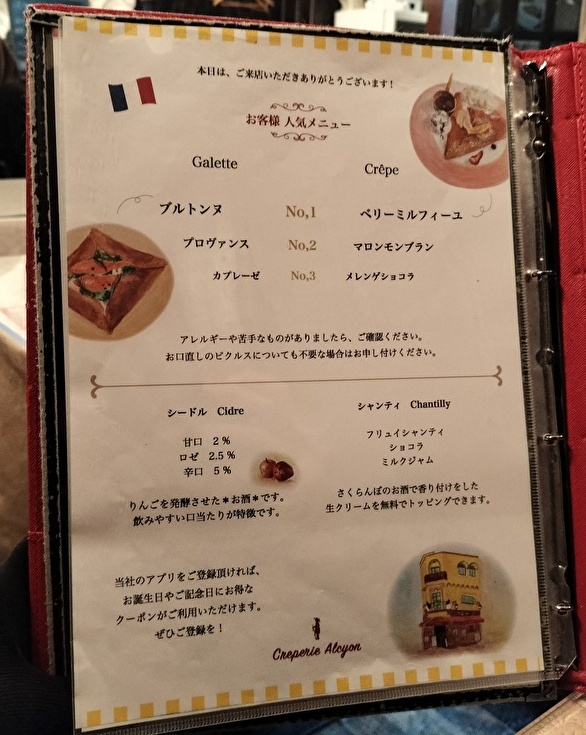 本日は、ご来店いただきありがとうございます！
お客様 人気メニュー
Galette Crêpe
ブルトンヌ No,1 ベリーミルフィーユ
プロヴァンス No,2 マロンモンブラン
カプレーゼ No,3 メレンゲショコラ
アレルギーや苦手なものがありましたら、ご確認ください。
お口直しのピクルスについても不要な場合はお申し付けください。
シードル Cidre
甘口 2％
ロゼ 2.5％
辛口 5％
りんごを発酵させた＊お酒＊です。
飲みやすい口当たりが特徴です。
シャンティ Chantilly
フリュイシャンティ
ショコラ
ミルクジャム
さくらんぼのお酒で香り付けをした
生クリームを無料でトッピングできます。
当社のアプリをご登録頂ければ、
お誕生日やご記念日にお得な
クーポンがご利用いただけます。
ぜひご登録を！
Creperie Alcyon